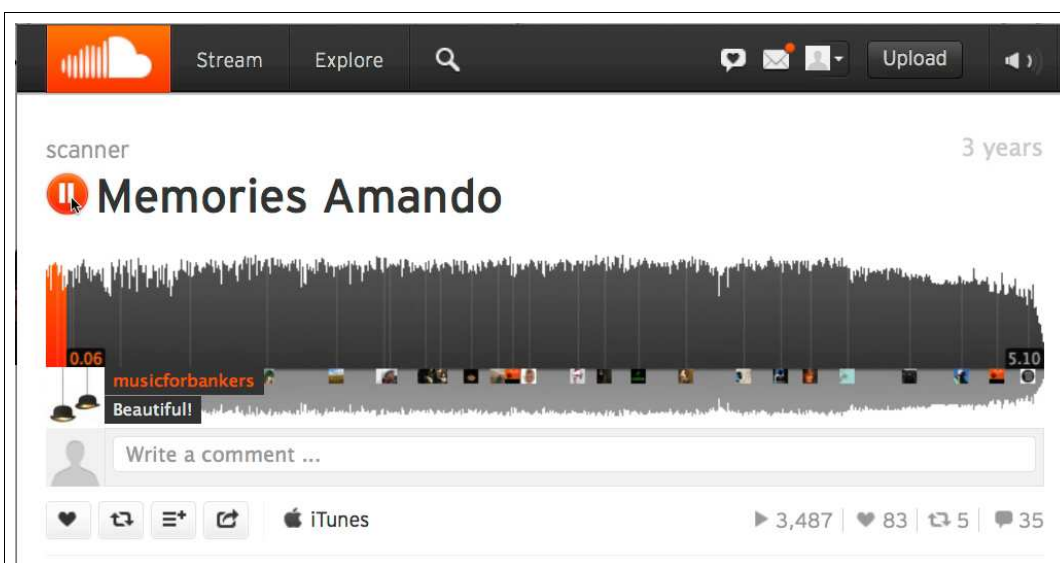 Stream Explore Upload
scanner 3 years
Memories Amando
0.06 5.10
musicforbankers
Beautiful!
Write a comment ...
iTunes 3,487 83 5 35